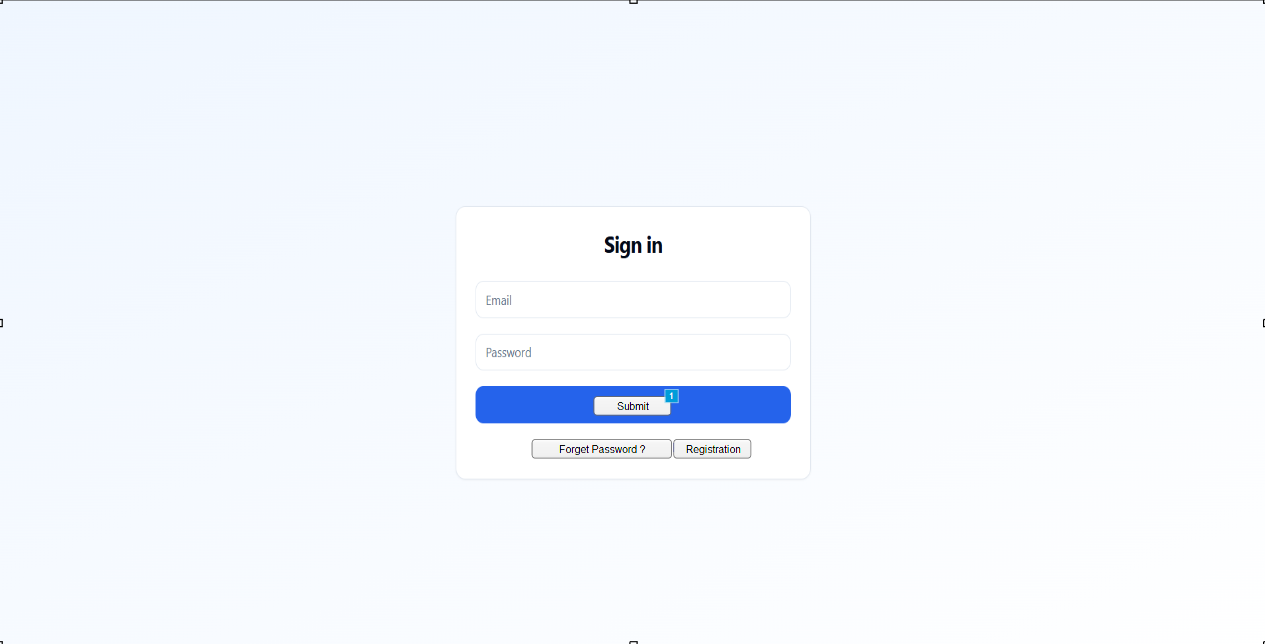 Sign in
Email
Password
Submit 1
Forget Password ? Registration